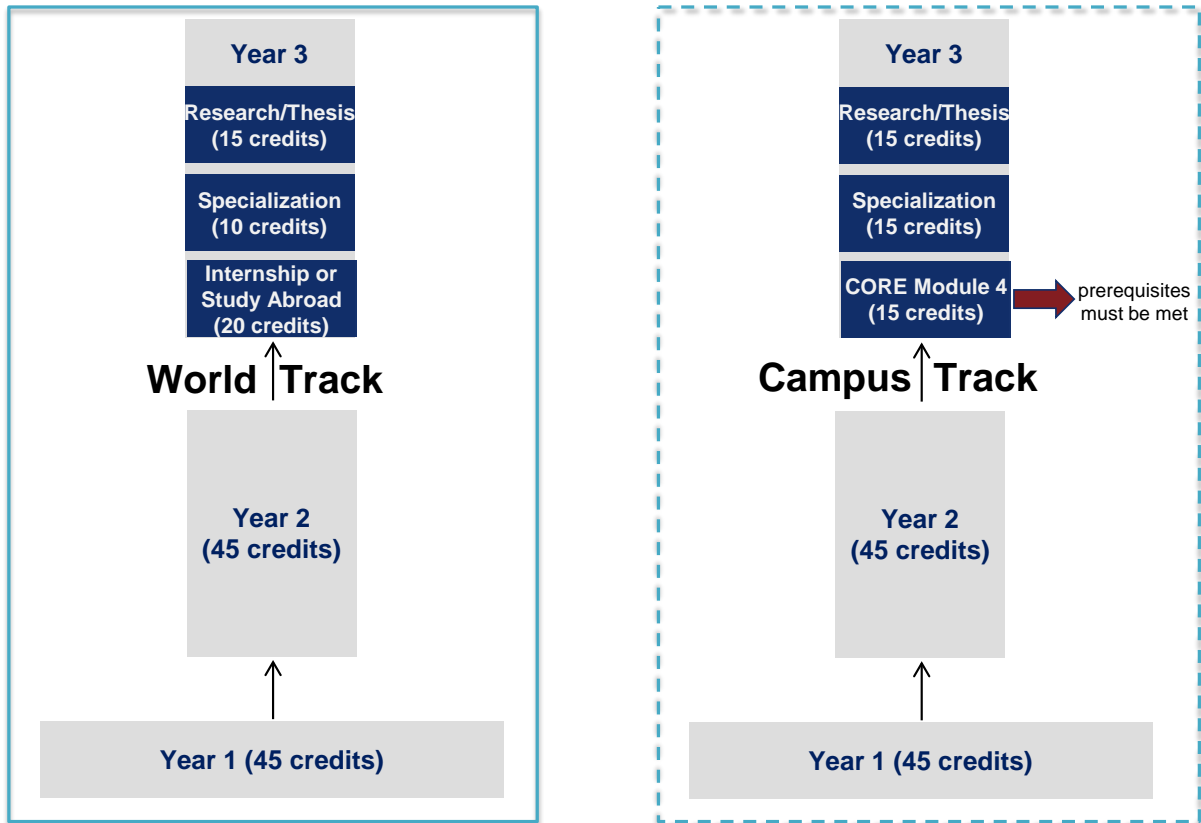 Year 3
Research/Thesis
(15 credits)
Specialization
(10 credits)
Internship or
Study Abroad
(20 credits)
World Track
Year 2
(45 credits)
Year 1 (45 credits)
Year 3
Research/Thesis
(15 credits)
Specialization
(15 credits)
CORE Module 4
(15 credits)
prerequisites
must be met
Campus Track
Year 2
(45 credits)
Year 1 (45 credits)